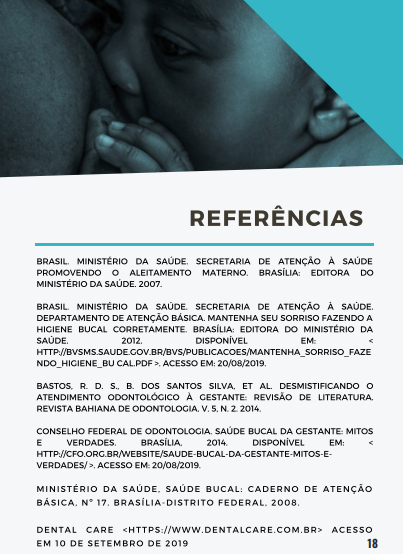 REFERÊNCIAS
BRASIL. MINISTÉRIO DA SAÚDE. SECRETARIA DE ATENÇÃO À SAÚDE
PROMOVENDO O ALEITAMENTO MATERNO. BRASÍLIA: EDITORA DO
MINISTÉRIO DA SAÚDE. 2007.
BRASIL. MINISTÉRIO DA SAÚDE. SECRETARIA DE ATENÇÃO À SAÚDE.
DEPARTAMENTO DE ATENÇÃO BÁSICA. MANTENHA SEU SORRISO FAZENDO A
HIGIENE BUCAL CORRETAMENTE. BRASÍLIA: EDITORA DO MINISTÉRIO DA
SAÚDE. 2012. DISPONÍVEL EM: <
HTTP://BVSMS.SAUDE.GOV.BR/BVS/PUBLICACOES/MANTENHA_SORRISO_FAZE
NDO_HIGIENE_BU CAL.PDF >. ACESSO EM: 20/08/2019.
BASTOS, R. D. S., B. DOS SANTOS SILVA, ET AL. DESMISTIFICANDO O
ATENDIMENTO ODONTOLÓGICO À GESTANTE: REVISÃO DE LITERATURA.
REVISTA BAHIANA DE ODONTOLOGIA. V. 5, N. 2. 2014.
CONSELHO FEDERAL DE ODONTOLOGIA. SAÚDE BUCAL DA GESTANTE: MITOS
E VERDADES. BRASÍLIA, 2014. DISPONÍVEL EM: <
HTTP://CFO.ORG.BR/WEBSITE/SAUDE-BUCAL-DA-GESTANTE-MITOS-E-
VERDADES/ >. ACESSO EM: 20/08/2019.
MINISTÉRIO DA SAÚDE, SAÚDE BUCAL: CADERNO DE ATENÇÃO
BÁSICA, Nº 17. BRASÍLIA-DISTRITO FEDERAL, 2008.
DENTAL CARE <HTTPS://WWW.DENTALCARE.COM.BR> ACESSO
EM 10 DE SETEMBRO DE 2019
18